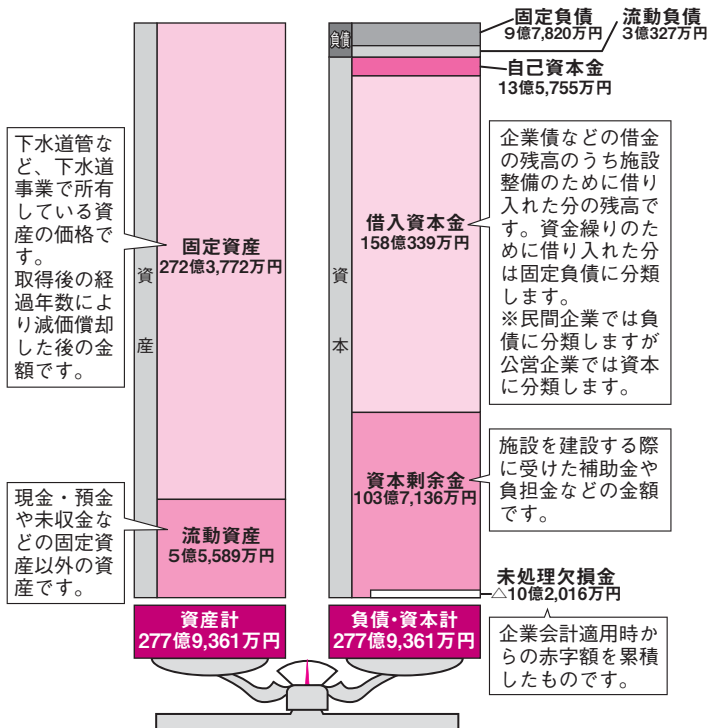 固定負債
9億7,820万円
流動負債
3億327万円
負債
自己資本金
13億5,755万円
下水道管な
ど、下水道
事業で所有
している資
産の価格で
す。
取得後の経
過年数によ
り減価償却
した後の金
額です。
資産
固定資産
272億3,772万円
資本
借入資本金
158億339万円
企業債などの借金
の残高のうち施設
整備のために借り
入れた分の残高で
す。資金繰りのた
めに借り入れた分
は固定負債に分類
します。
※民間企業では負
債に分類しますが
公営企業では資本
に分類します。
現金・預金
や未収金な
どの固定資
産以外の資
産です。
流動資産
5億5,589万円
資本剰余金
103億7,136万円
施設を建設する際
に受けた補助金や
負担金などの金額
です。
未処理欠損金
△10億2,016万円
資産計
277億9,361万円
負債・資本計
277億9,361万円
企業会計適用時か
らの赤字額を累積
したものです。